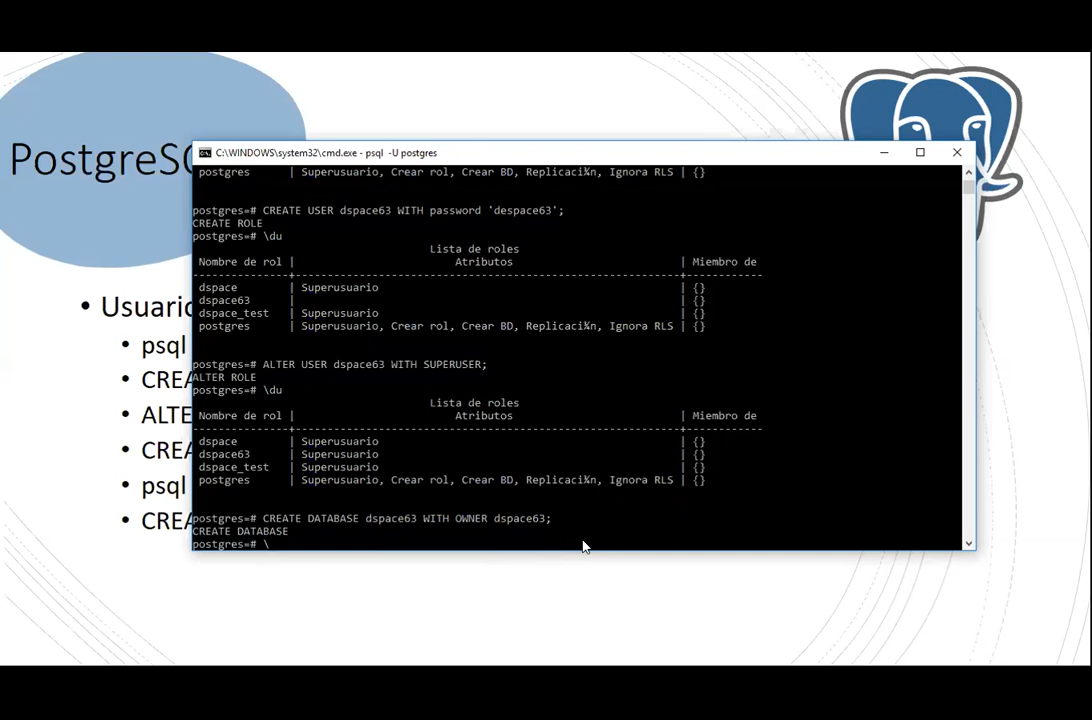 PostgreS
C:\WINDOWS\system32\cmd.exe - psql -U postgres
postgres | Superusuario, Crear rol, Crear BD, Replicaci¾n, Ignora RLS | {}
postgres=# CREATE USER dspace63 WITH password 'despace63';
CREATE ROLE
postgres=# \du
Lista de roles
Nombre de rol | Atributos | Miembro de
---------------+------------------------------------------------------------+------------
dspace | Superusuario | {}
dspace63 | | {}
dspace_test | Superusuario | {}
postgres | Superusuario, Crear rol, Crear BD, Replicaci¾n, Ignora RLS | {}
postgres=# ALTER USER dspace63 WITH SUPERUSER;
ALTER ROLE
postgres=# \du
Lista de roles
Nombre de rol | Atributos | Miembro de
---------------+------------------------------------------------------------+------------
dspace | Superusuario | {}
dspace63 | Superusuario | {}
dspace_test | Superusuario | {}
postgres | Superusuario, Crear rol, Crear BD, Replicaci¾n, Ignora RLS | {}
postgres=# CREATE DATABASE dspace63 WITH OWNER dspace63;
CREATE DATABASE
postgres=# \
• Usuari
• psql
• CREA
• ALTE
• CREA
• psql
• CREA